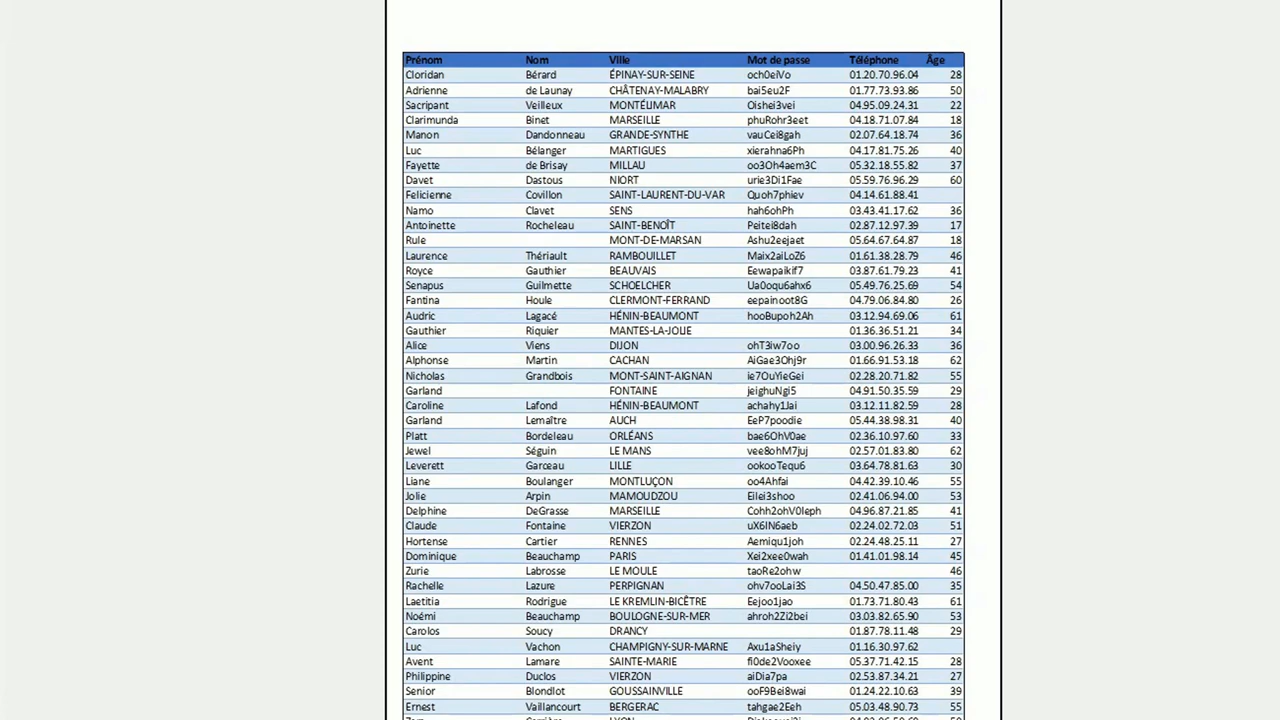 Prénom Nom Ville Mot de passe Téléphone Âge
Cloridan Bérard ÉPINAY-SUR-SEINE och0eiVo 01.20.70.96.04 28
Adrienne de Launay CHÂTENAY-MALABRY bai5eu2F 01.77.73.93.86 50
Sacripant Veilleux MONTÉLIMAR Oishei3vei 04.95.09.24.31 22
Clarimunda Binet MARSEILLE phuRohr3eet 04.18.71.07.84 18
Manon Dandonneau GRANDE-SYNTHE vauCei8gah 02.07.64.18.74 36
Luc Bélanger MARTIGUES xierahna6Ph 04.17.81.75.26 40
Fayette de Brisay MILLAU oo3Oh4aem3C 05.32.18.55.82 37
Davet Dastous NIORT urie3Di1Fae 05.59.76.96.29 60
Felicienne Covillon SAINT-LAURENT-DU-VAR Quoh7phiev 04.14.61.88.41
Namo Clavet SENS hah6ohPh 03.43.41.17.62 36
Antoinette Rocheleau SAINT-BENOÎT Peitei8dah 02.87.12.97.39 17
Rule MONT-DE-MARSAN Ashu2eejaet 05.64.67.64.87 18
Laurence Thériault RAMBOUILLET Maix2aiLoZ6 01.61.38.28.79 46
Royce Gauthier BEAUVAIS Eewapaikif7 03.87.61.79.23 41
Senapus Guilmette SCHOELCHER Ua0oqu6ahx6 05.49.76.25.69 54
Fantina Houle CLERMONT-FERRAND eepainoot8G 04.79.06.84.80 26
Audric Lagacé HÉNIN-BEAUMONT hooBupoh2Ah 03.12.94.69.06 61
Gauthier Riquier MANTES-LA-JOLIE 01.36.36.51.21 34
Alice Viens DIJON ohT3iw7oo 03.00.96.26.33 36
Alphonse Martin CACHAN AiGae3Ohj9r 01.66.91.53.18 62
Nicholas Grandbois MONT-SAINT-AIGNAN ie7OuYieGei 02.28.20.71.82 55
Garland FONTAINE jeighuNgi5 04.91.50.35.59 29
Caroline Lafond HÉNIN-BEAUMONT achahy1Jai 03.12.11.82.59 28
Garland Lemaître AUCH EeP7poodie 05.44.38.98.31 40
Platt Bordeleau ORLÉANS bae6OhV0ae 02.36.10.97.60 33
Jewel Séguin LE MANS vee8ohM7juj 02.57.01.83.80 62
Leverett Garceau LILLE ookooTequ6 03.64.78.81.63 30
Liane Boulanger MONTLUÇON oo4Ahfai 04.42.39.10.46 55
Jolie Arpin MAMOUDZOU Eilei3shoo 02.41.06.94.00 53
Delphine DeGrasse MARSEILLE Cohh2ohV0leph 04.96.87.21.85 41
Claude Fontaine VIERZON uX6IN6aeb 02.24.02.72.03 51
Hortense Cartier RENNES Aemiqu1joh 02.24.48.25.11 27
Dominique Beauchamp PARIS Xei2xee0wah 01.41.01.98.14 45
Zurie Labrosse LE MOULE taoRe2ohw 46
Rachelle Lazure PERPIGNAN ohv7ooLai3S 04.50.47.85.00 35
Laetitia Rodrigue LE KREMLIN-BICÊTRE Eejoo1jao 01.73.71.80.43 61
Noémi Beauchamp BOULOGNE-SUR-MER ahroh2Zi2bei 03.03.82.65.90 53
Carolos Soucy DRANCY 01.87.78.11.48 29
Luc Vachon CHAMPIGNY-SUR-MARNE Axu1aSheiy 01.16.30.97.62
Avent Lamare SAINTE-MARIE fi0de2Vooxee 05.37.71.42.15 28
Philippine Duclos VIERZON aiDia7pa 02.53.87.34.21 27
Senior Blondlot GOUSSAINVILLE ooF9Bei8wai 01.24.22.10.63 39
Ernest Vaillancourt BERGERAC tahgae2Eeh 05.03.48.90.73 55